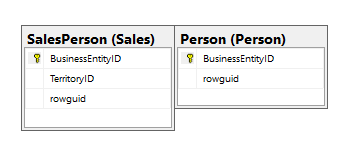 SalesPerson (Sales)
BusinessEntityID
TerritoryID
rowguid
Person (Person)
BusinessEntityID
rowguid